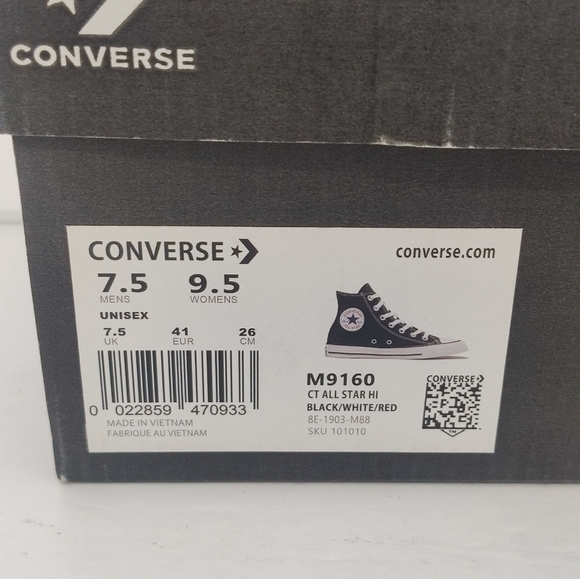 CONVERSE
CONVERSE
converse.com
7.5 9.5
MENS WOMENS
UNISEX
7.5 41 26
UK EUR CM
0 022859 470933
MADE IN VIETNAM
FABRIQUE AU VIETNAM
M9160
CT ALL STAR HI
BLACK/WHITE/RED
8E-1903-M88
SKU 101010
CONVERSE